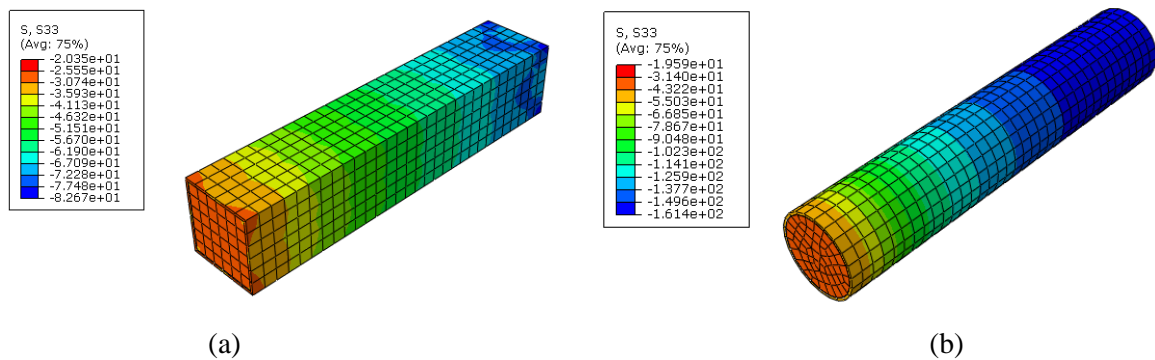 S, S33
(Avg: 75%)
-2.035e+01
-2.555e+01
-3.074e+01
-3.593e+01
-4.113e+01
-4.632e+01
-5.151e+01
-5.670e+01
-6.190e+01
-6.709e+01
-7.228e+01
-7.748e+01
-8.267e+01
(a)
S, S33
(Avg: 75%)
-1.959e+01
-3.140e+01
-4.322e+01
-5.503e+01
-6.685e+01
-7.867e+01
-9.048e+01
-1.023e+02
-1.141e+02
-1.259e+02
-1.377e+02
-1.496e+02
-1.614e+02
(b)